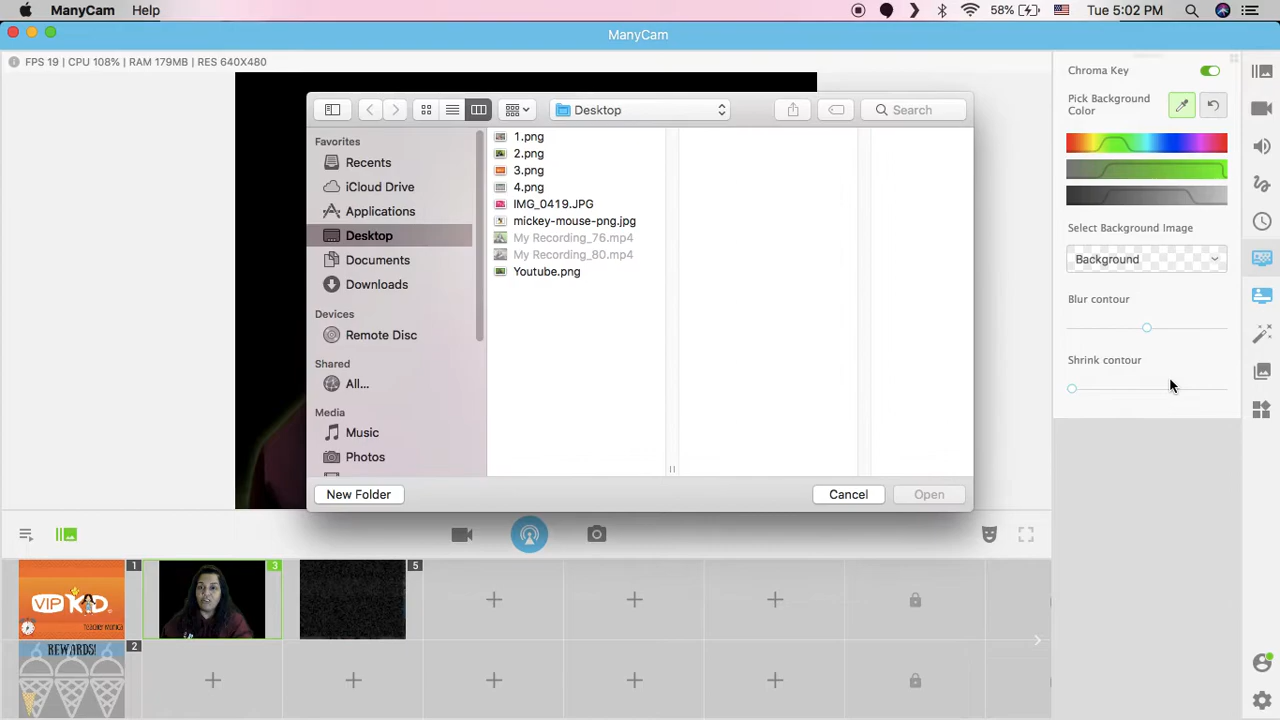 ManyCam Help 58% Tue 5:02 PM
ManyCam
FPS 19 | CPU 108% | RAM 179MB | RES 640X480
Desktop
Search
Favorites
Recents
iCloud Drive
Applications
Desktop
Documents
Downloads
Devices
Remote Disc
Shared
All...
Media
Music
Photos
1.png
2.png
3.png
4.png
IMG_0419.JPG
mickey-mouse-png.jpg
My Recording_76.mp4
My Recording_80.mp4
Youtube.png
New Folder
Cancel
Open
Chroma Key
Pick Background
Color
Select Background Image
Background
Blur contour
Shrink contour
1
VIPKID
Teacher Monica
3
5
2
REWARDS!